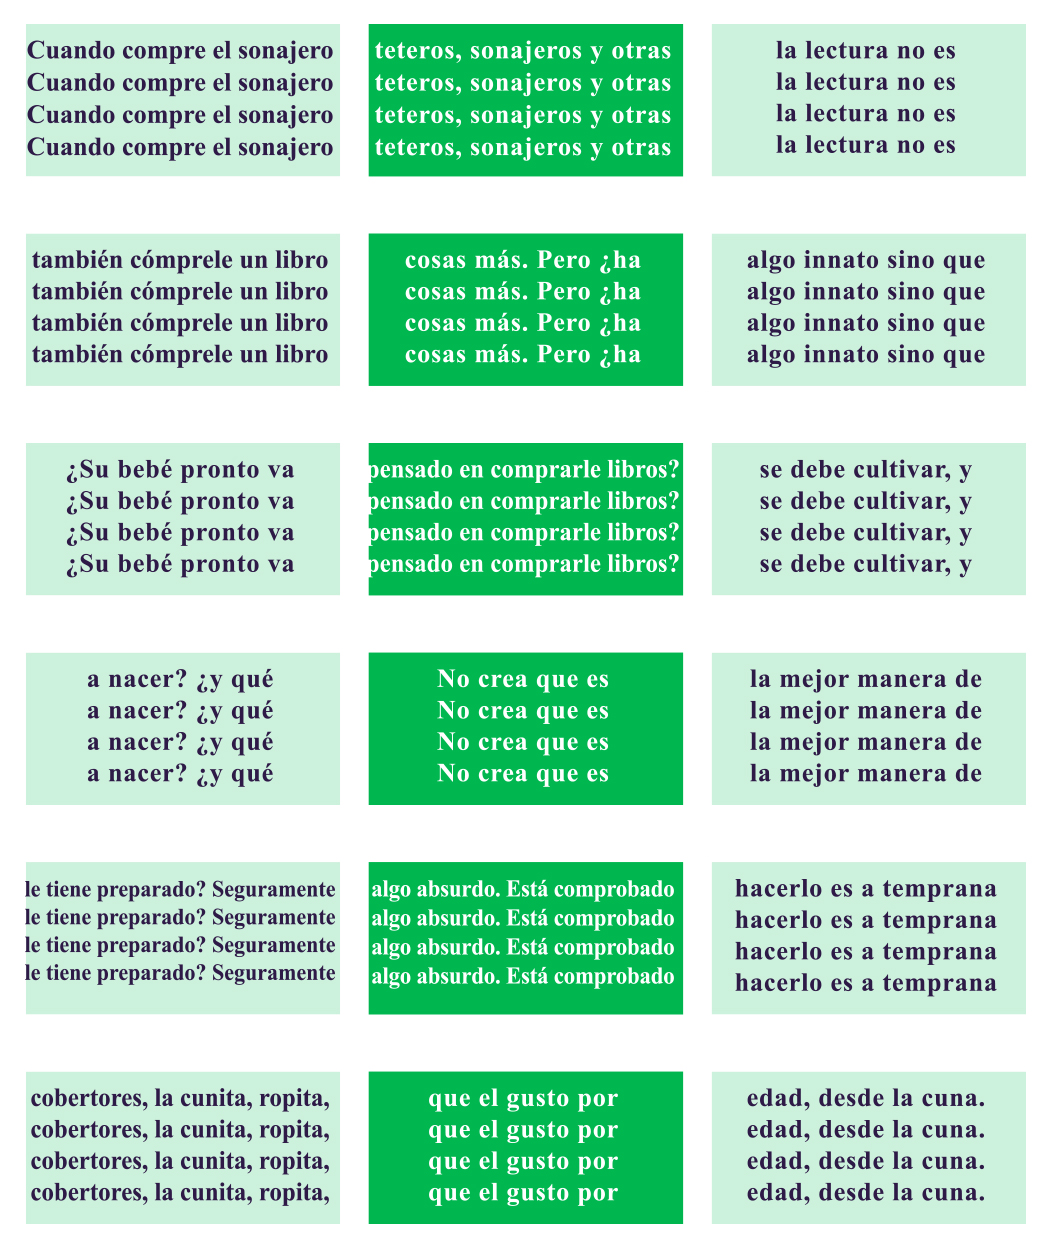 Cuando compre el sonajero
Cuando compre el sonajero
Cuando compre el sonajero
Cuando compre el sonajero
también cómprele un libro
también cómprele un libro
también cómprele un libro
también cómprele un libro
¿Su bebé pronto va
¿Su bebé pronto va
¿Su bebé pronto va
¿Su bebé pronto va
a nacer? ¿y qué
a nacer? ¿y qué
a nacer? ¿y qué
a nacer? ¿y qué
le tiene preparado? Seguramente
le tiene preparado? Seguramente
le tiene preparado? Seguramente
le tiene preparado? Seguramente
cobertores, la cunita, ropita,
cobertores, la cunita, ropita,
cobertores, la cunita, ropita,
cobertores, la cunita, ropita,
teteros, sonajeros y otras
teteros, sonajeros y otras
teteros, sonajeros y otras
teteros, sonajeros y otras
cosas más. Pero ¿ha
cosas más. Pero ¿ha
cosas más. Pero ¿ha
cosas más. Pero ¿ha
pensado en comprarle libros?
pensado en comprarle libros?
pensado en comprarle libros?
pensado en comprarle libros?
No crea que es
No crea que es
No crea que es
No crea que es
algo absurdo. Está comprobado
algo absurdo. Está comprobado
algo absurdo. Está comprobado
algo absurdo. Está comprobado
que el gusto por
que el gusto por
que el gusto por
que el gusto por
la lectura no es
la lectura no es
la lectura no es
la lectura no es
algo innato sino que
algo innato sino que
algo innato sino que
algo innato sino que
se debe cultivar, y
se debe cultivar, y
se debe cultivar, y
se debe cultivar, y
la mejor manera de
la mejor manera de
la mejor manera de
la mejor manera de
hacerlo es a temprana
hacerlo es a temprana
hacerlo es a temprana
hacerlo es a temprana
edad, desde la cuna.
edad, desde la cuna.
edad, desde la cuna.
edad, desde la cuna.